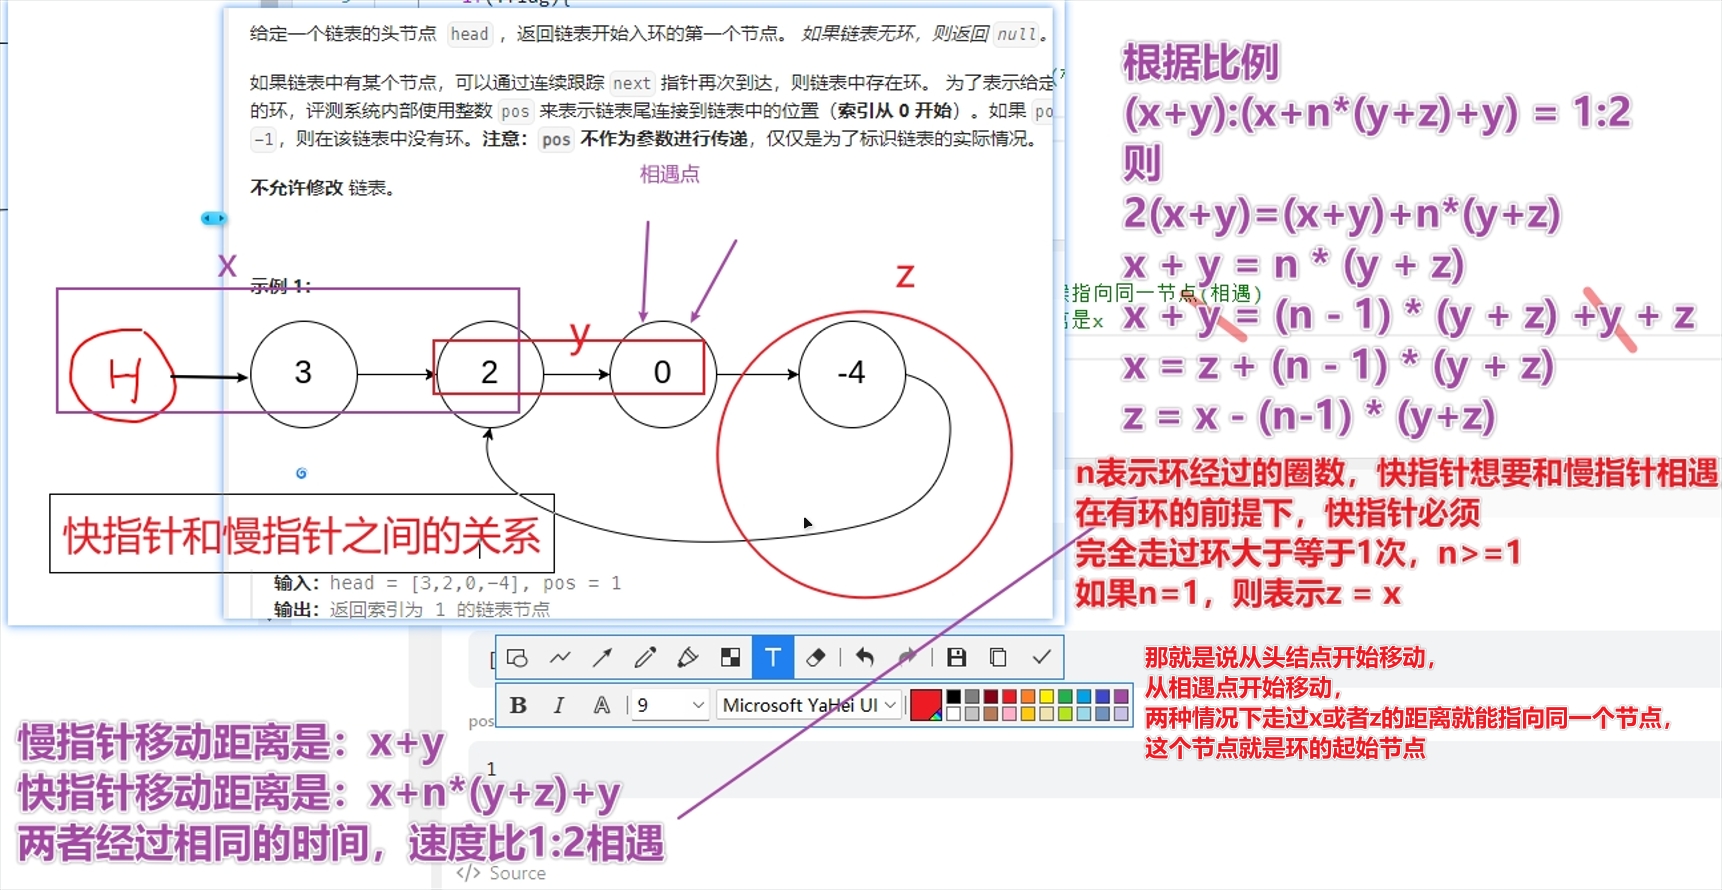 给定一个链表的头节点 head ，返回链表开始入环的第一个节点。 如果链表无环，则返回 null。
如果链表中有某个节点，可以通过连续跟踪 next 指针再次到达，则链表中存在环。 为了表示给定
的环，评测系统内部使用整数 pos 来表示链表尾连接到链表中的位置（索引从 0 开始）。如果 po
-1，则在该链表中没有环。注意：pos 不作为参数进行传递，仅仅是为了标识链表的实际情况。
不允许修改 链表。
相遇点
示例 1：
x
y
z
H
3
2
0
-4
快指针和慢指针之间的关系
输入：head = [3,2,0,-4], pos = 1
输出：返回索引为 1 的链表节点
根据比例
(x+y):(x+n*(y+z)+y) = 1:2
则
2(x+y)=(x+y)+n*(y+z)
x + y = n * (y + z)
指向同一节点(相遇)
x + y = (n - 1) * (y + z) +y + z
离是x
x = z + (n - 1) * (y + z)
z = x - (n-1) * (y+z)
n表示环经过的圈数，快指针想要和慢指针相遇
在有环的前提下，快指针必须
完全走过环大于等于1次，n>=1
如果n=1，则表示z = x
那就是说从头结点开始移动，
从相遇点开始移动，
两种情况下走过x或者z的距离就能指向同一个节点，
这个节点就是环的起始节点
T
B I A 9 Microsoft YaHei UI
pos
1
慢指针移动距离是：x+y
快指针移动距离是：x+n*(y+z)+y
两者经过相同的时间，速度比1:2相遇
</> Source